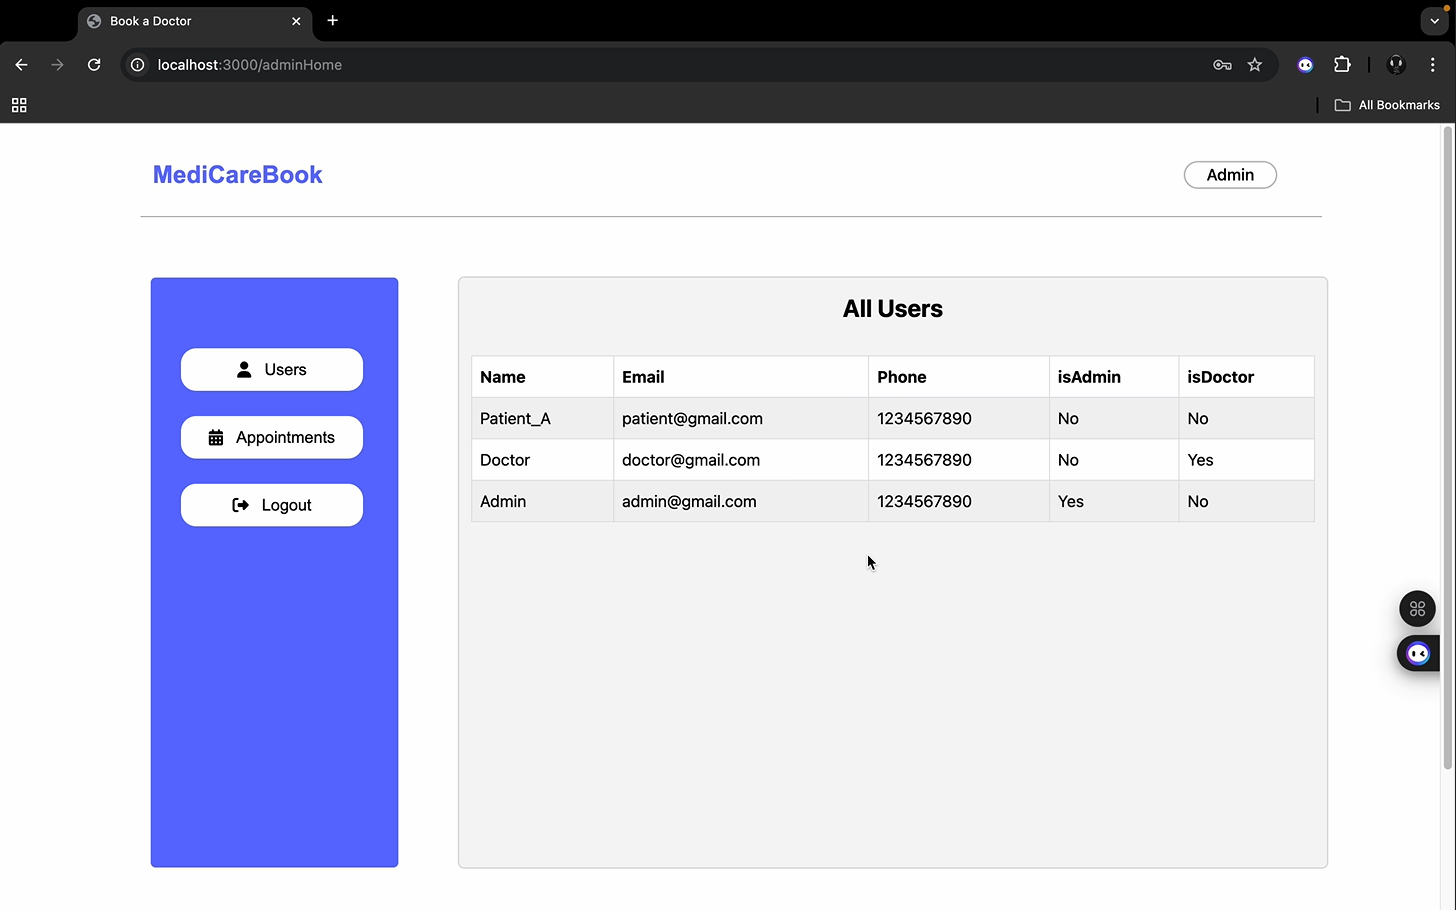 Book a Doctor
localhost:3000/adminHome
All Bookmarks
MediCareBook
Admin
Users
Appointments
Logout
All Users
Name Email Phone isAdmin isDoctor
Patient_A patient@gmail.com 1234567890 No No
Doctor doctor@gmail.com 1234567890 No Yes
Admin admin@gmail.com 1234567890 Yes No